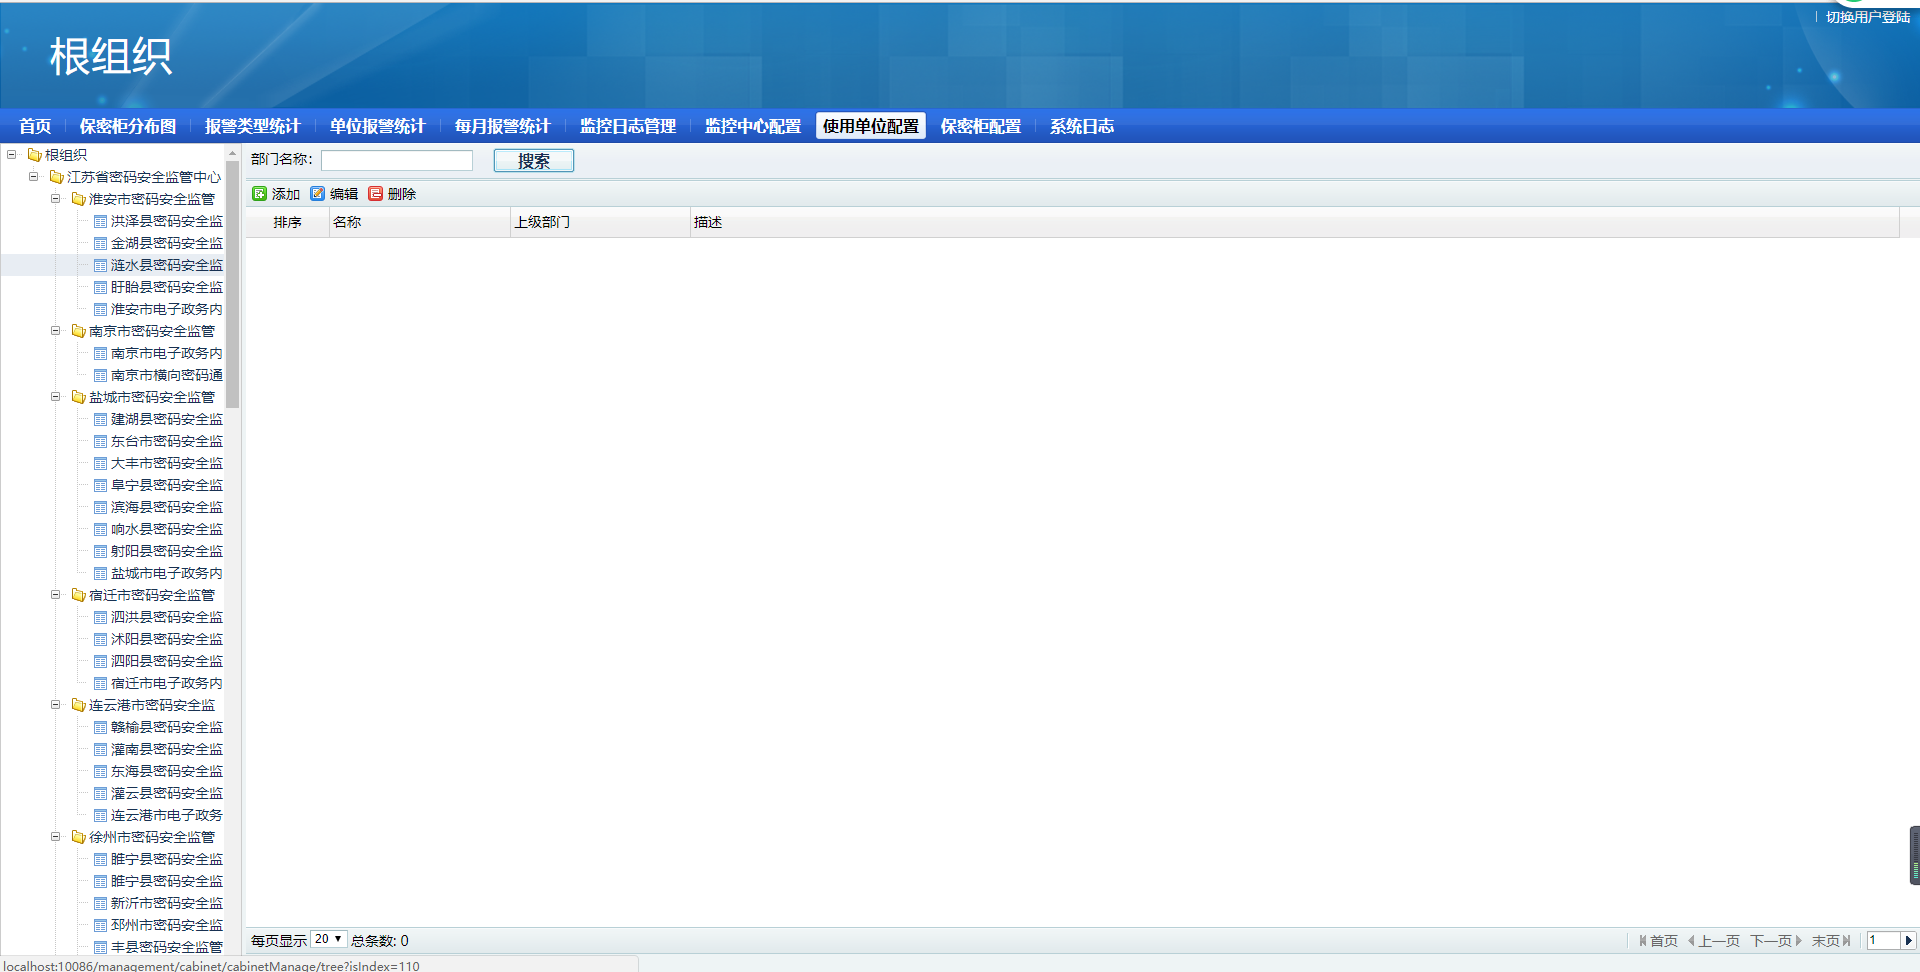 切换用户登陆
根组织
首页 保密柜分布图 报警类型统计 单位报警统计 每月报警统计 监控日志管理 监控中心配置 使用单位配置 保密柜配置 系统日志
根组织
江苏省密码安全监管中心
淮安市密码安全监管
洪泽县密码安全监
金湖县密码安全监
涟水县密码安全监
盱眙县密码安全监
淮安市电子政务内
南京市密码安全监管
南京市电子政务内
南京市横向密码通
盐城市密码安全监管
建湖县密码安全监
东台市密码安全监
大丰市密码安全监
阜宁县密码安全监
滨海县密码安全监
响水县密码安全监
射阳县密码安全监
盐城市电子政务内
宿迁市密码安全监管
泗洪县密码安全监
沭阳县密码安全监
泗阳县密码安全监
宿迁市电子政务内
连云港市密码安全监
赣榆县密码安全监
灌南县密码安全监
东海县密码安全监
灌云县密码安全监
连云港市电子政务
徐州市密码安全监管
睢宁县密码安全监
睢宁县密码安全监
新沂市密码安全监
邳州市密码安全监
丰县密码安全监管
部门名称: 搜索
添加 编辑 删除
排序 名称 上级部门 描述
每页显示 20 总条数: 0
首页 上一页 下一页 末页 1
localhost:10086/management/cabinet/cabinetManage/tree?isIndex=110